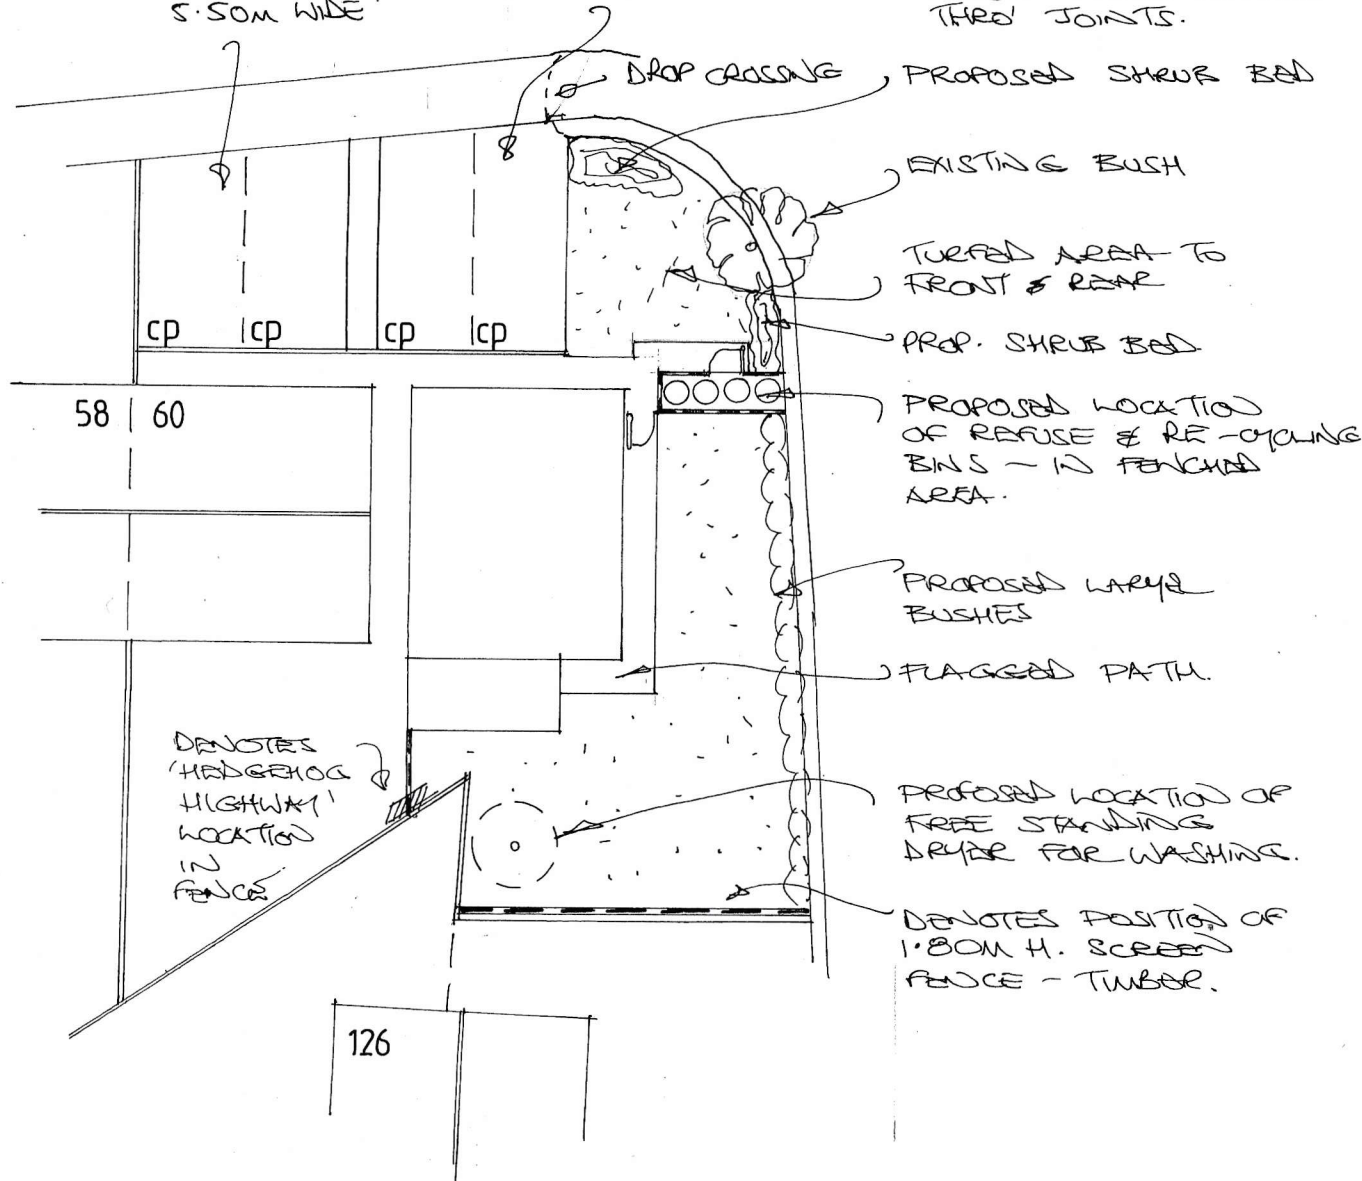 5.50M WIDE
THRO' JOINTS.
DROP CROSSING
PROPOSED SHRUB BED
EXISTING BUSH
TURFED AREA TO
FRONT & REAR
PROP. SHRUB BED
cp cp cp cp
58 60
PROPOSED LOCATION
OF REFUSE & RE-CYCLING
BINS - IN FENCED
AREA.
PROPOSED
BUSHES
FLAGGED PATH.
DENOTES
'HEDGEHOG
HIGHWAY'
LOCATION
IN
FENCE
PROPOSED LOCATION OF
FREE STANDING
DRYER FOR WASHING.
DENOTES POSITION OF
1.80M H. SCREEN
FENCE - TIMBER.
126